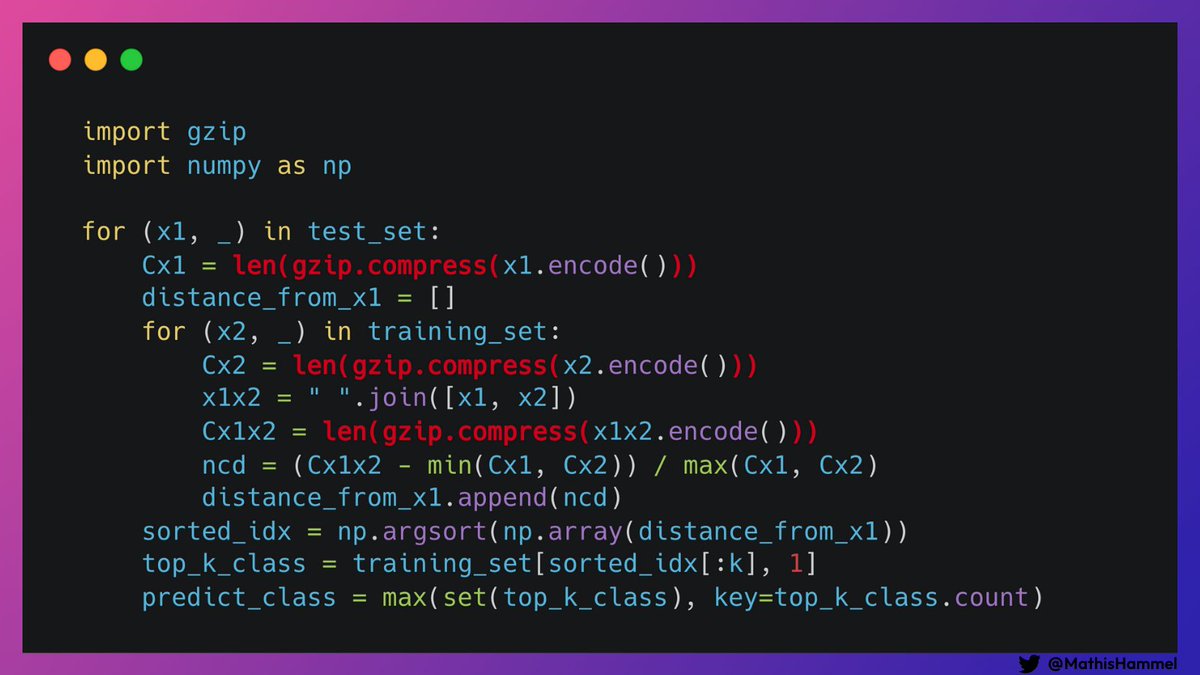 import gzip
import numpy as np
for (x1, _) in test_set:
    Cx1 = len(gzip.compress(x1.encode()))
    distance_from_x1 = []
    for (x2, _) in training_set:
        Cx2 = len(gzip.compress(x2.encode()))
        x1x2 = " ".join([x1, x2])
        Cx1x2 = len(gzip.compress(x1x2.encode()))
        ncd = (Cx1x2 - min(Cx1, Cx2)) / max(Cx1, Cx2)
        distance_from_x1.append(ncd)
    sorted_idx = np.argsort(np.array(distance_from_x1))
    top_k_class = training_set[sorted_idx[:k], 1]
    predict_class = max(set(top_k_class), key=top_k_class.count)
@MathisHammel